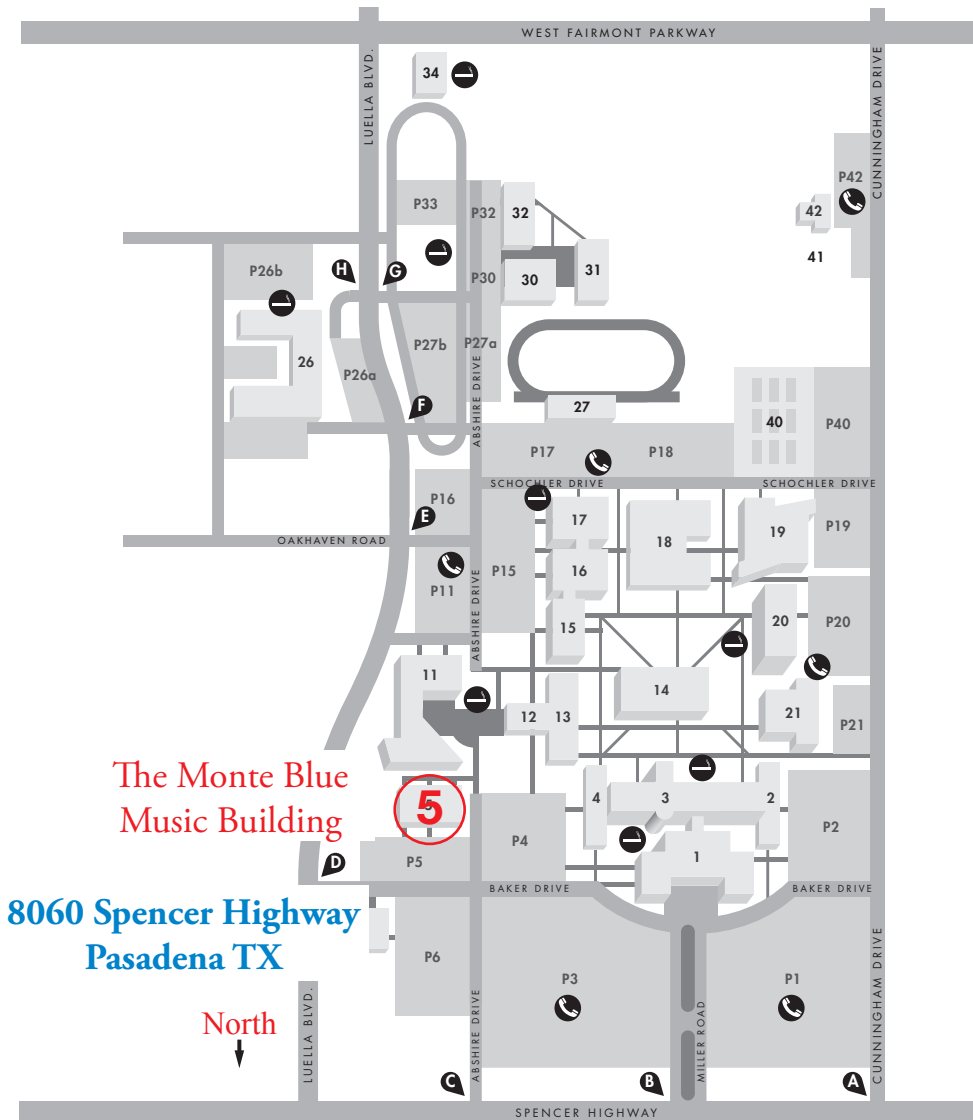 WEST FAIRMONT PARKWAY
LUELLA BLVD.
CUNNINGHAM DRIVE
34
P42
P33
P32
32
42
41
H
G
P26b
P30
30
31
26
P26a
P27b
P27a
F
ABSHIRE DRIVE
27
40
P40
P17
P18
SCHOCHLER DRIVE
SCHOCHLER DRIVE
P16
E
17
18
19
P19
OAKHAVEN ROAD
P11
P15
16
ABSHIRE DRIVE
15
20
P20
11
14
12
13
21
P21
The Monte Blue
Music Building
5
5
4
3
2
P4
P2
1
D
P5
BAKER DRIVE
BAKER DRIVE
8060 Spencer Highway
Pasadena TX
P6
P3
P1
North
LUELLA BLVD.
ABSHIRE DRIVE
MILLER ROAD
CUNNINGHAM DRIVE
C
B
A
SPENCER HIGHWAY